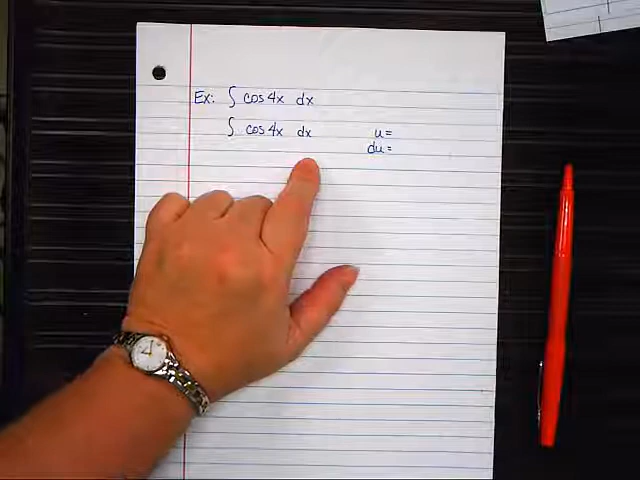 Ex: ∫ cos 4x dx
∫ cos 4x dx
u =
du =